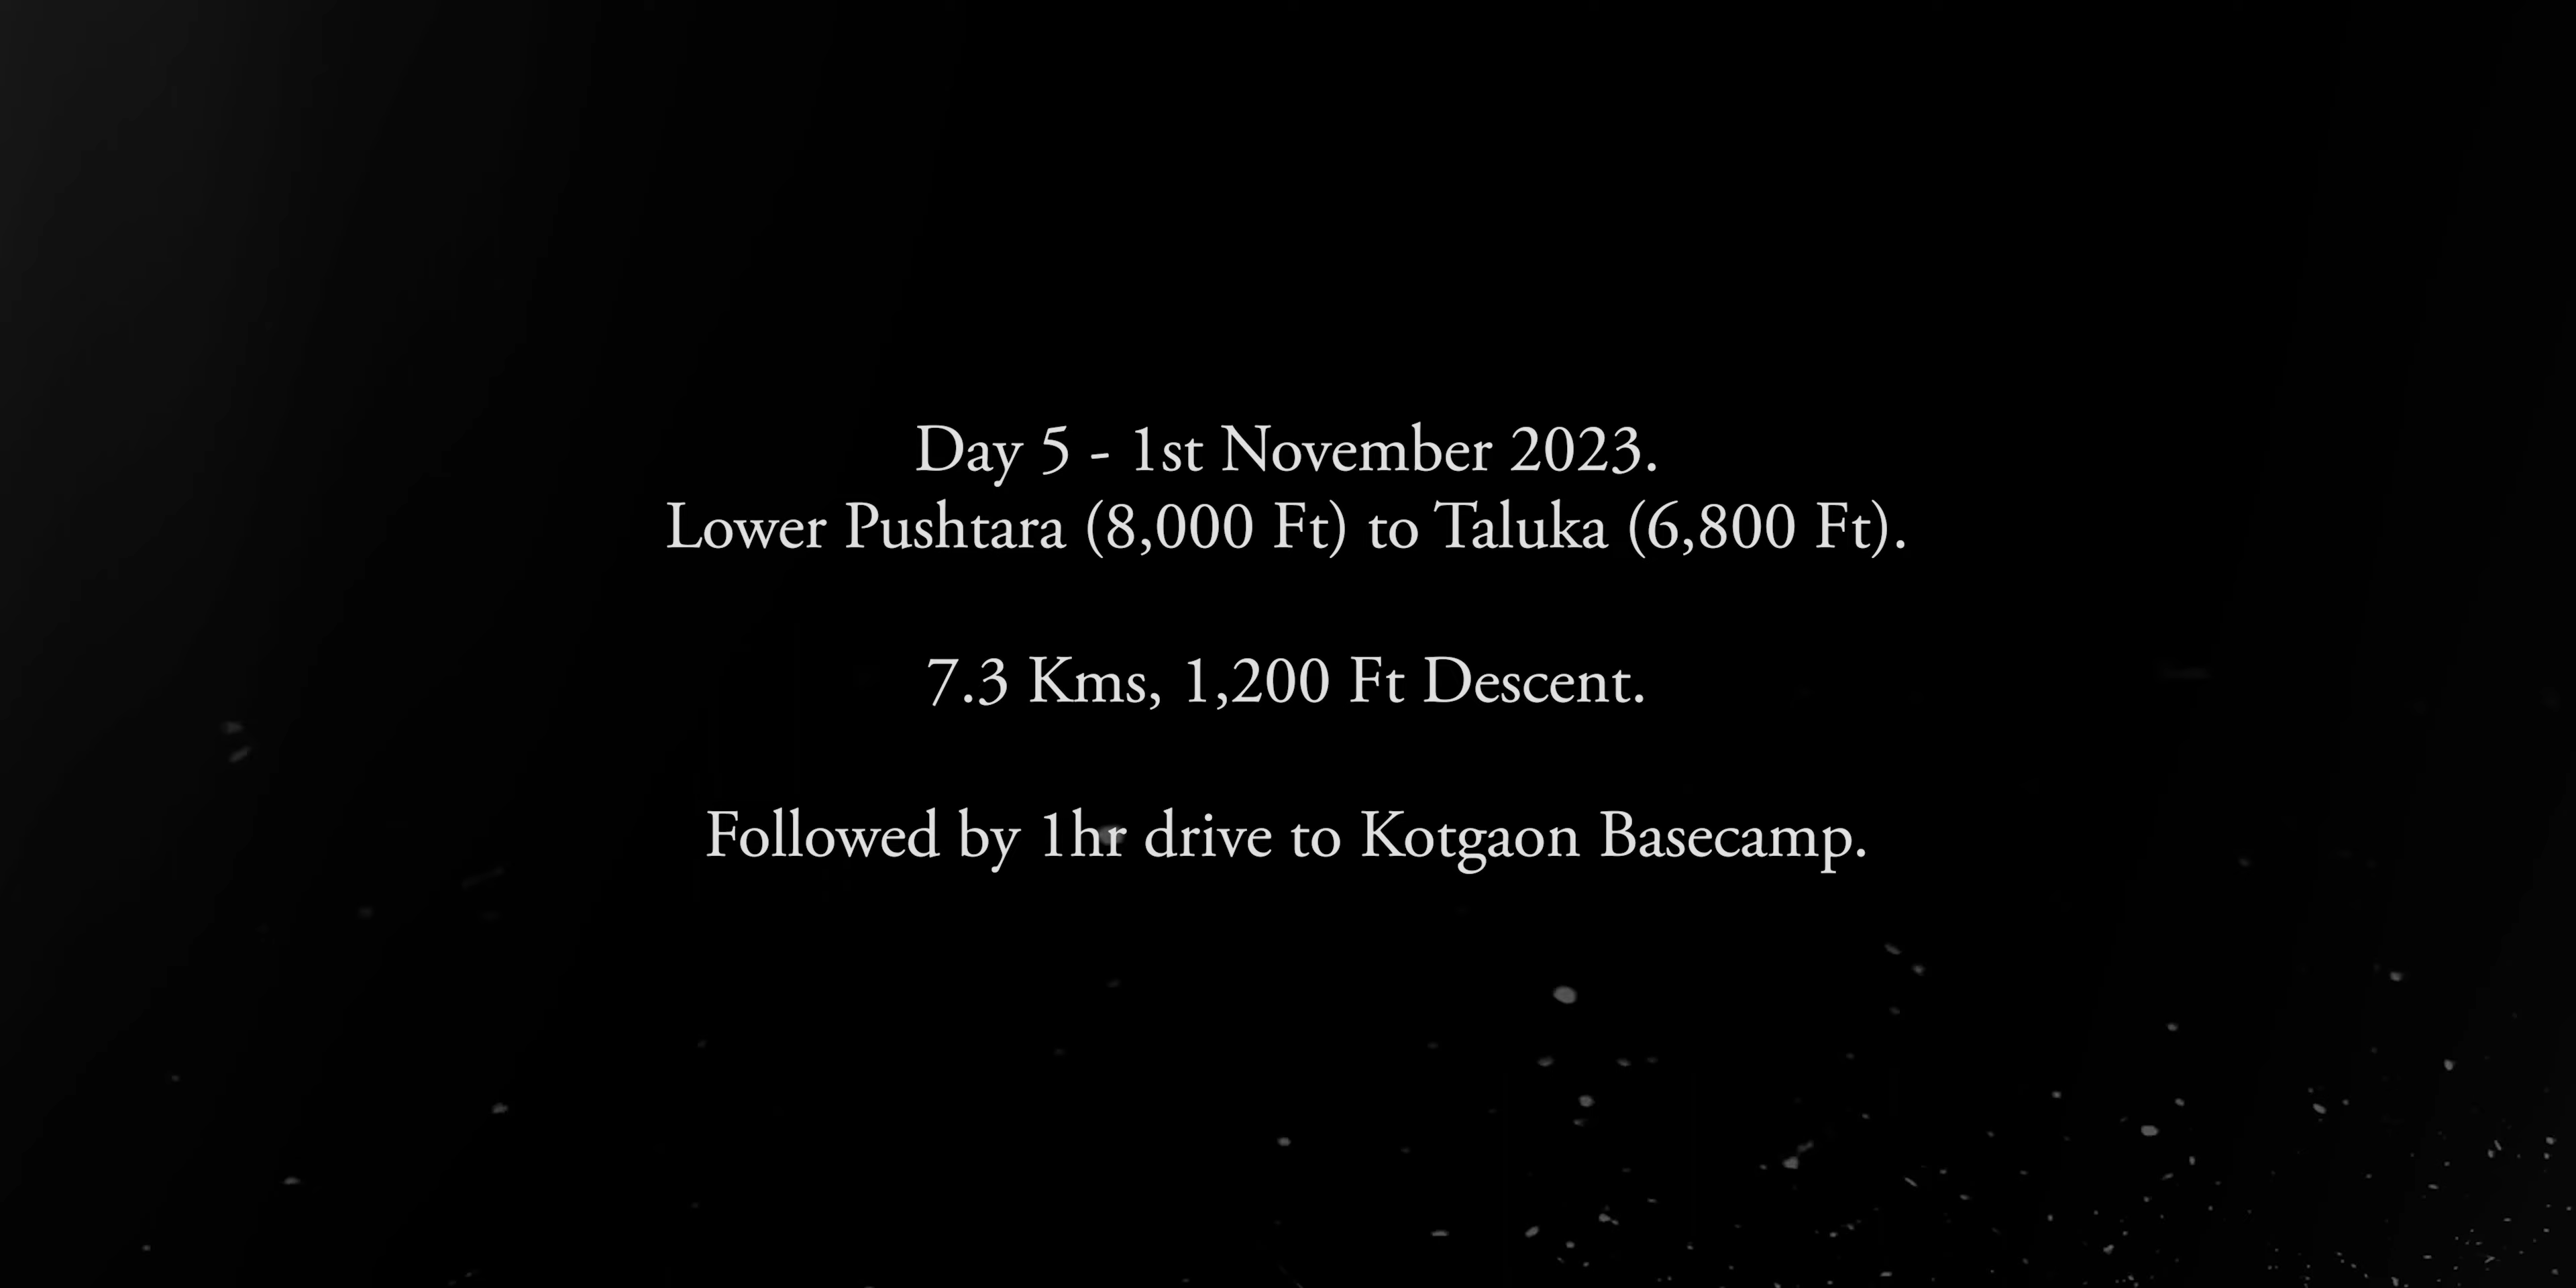 Day 5 - 1st November 2023.
Lower Pushtara (8,000 Ft) to Taluka (6,800 Ft).
7.3 Kms, 1,200 Ft Descent.
Followed by 1hr drive to Kotgaon Basecamp.